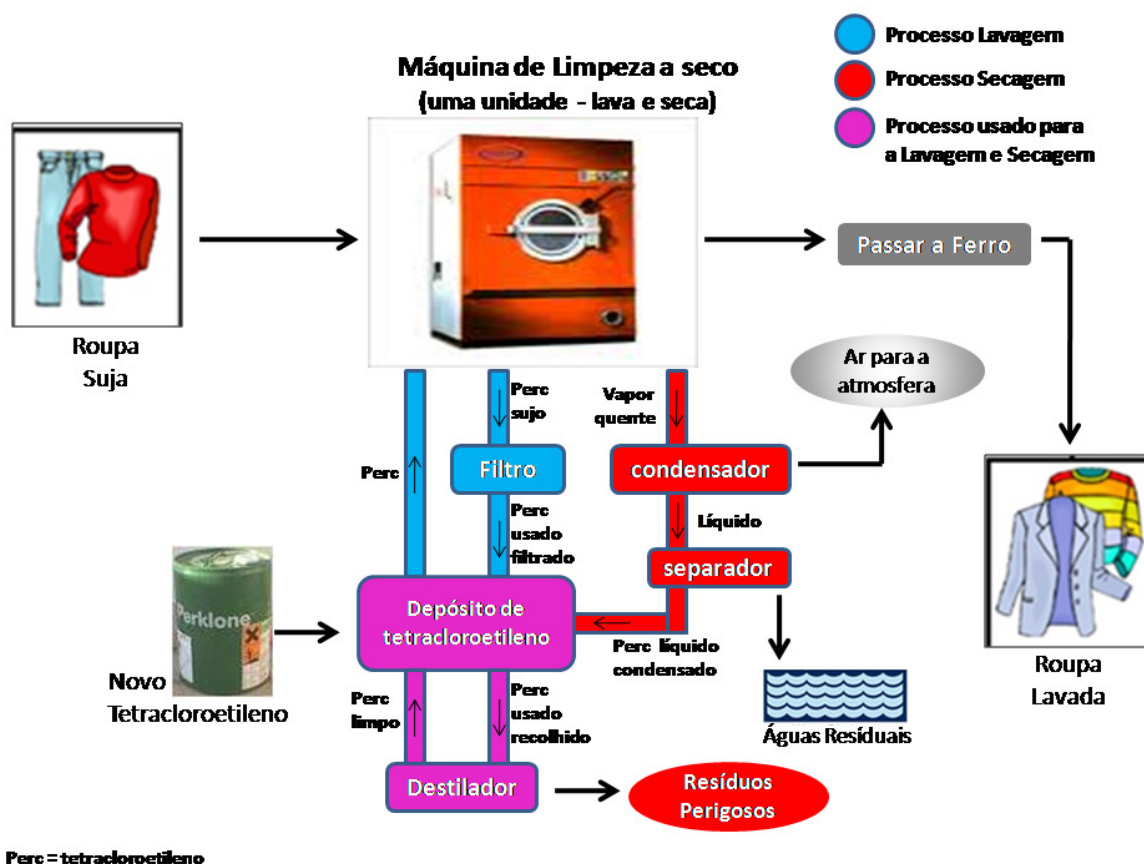 Processo Lavagem
Processo Secagem
Processo usado para
a Lavagem e Secagem
Máquina de Limpeza a seco
(uma unidade - lava e seca)
Roupa
Suja
Passar a Ferro
Ar para a
atmosfera
Perc
sujo
Vapor
quente
Perc
Filtro
condensador
Perc
usado
filtrado
Líquido
separador
Perklone
Depósito de
tetracloroetileno
Perc líquido
condensado
Novo
Tetracloroetileno
Perc
limpo
Perc
usado
recolhido
Águas Resíduais
Roupa
Lavada
Destilador
Resíduos
Perigosos
Perc = tetracloroetileno